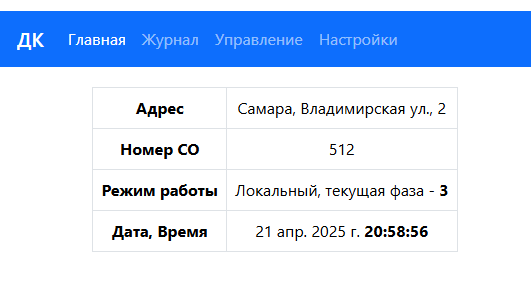 ДК Главная Журнал Управление Настройки
Адрес Самара, Владимирская ул., 2
Номер СО 512
Режим работы Локальный, текущая фаза - 3
Дата, Время 21 апр. 2025 г. 20:58:56